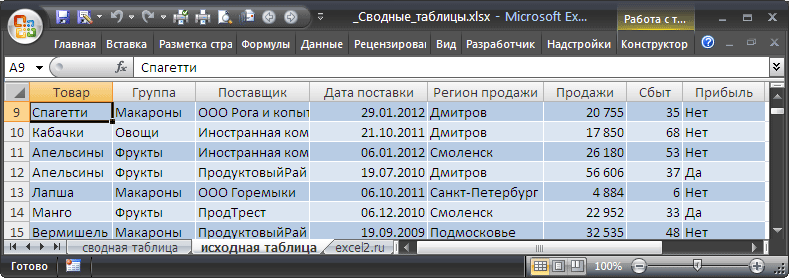 _Сводные_таблицы.xlsx - Microsoft Ex... Работа с т...
Главная Вставка Разметка стра Формулы Данные Рецензирован Вид Разработчик Надстройки Конструктор
A9 fx Спагетти
Товар Группа Поставщик Дата поставки Регион продажи Продажи Сбыт Прибыль
9 Спагетти Макароны ООО Рога и копыт 29.01.2012 Дмитров 20 755 35 Нет
10 Кабачки Овощи Иностранная ком 21.10.2011 Дмитров 17 850 68 Нет
11 Апельсины Фрукты Иностранная ком 06.01.2012 Смоленск 26 180 53 Нет
12 Апельсины Фрукты ПродуктовыйРай 19.07.2010 Дмитров 56 606 37 Да
13 Лапша Макароны ООО Горемыки 06.10.2011 Санкт-Петербург 4 884 6 Нет
14 Манго Фрукты ПродТрест 06.12.2010 Смоленск 22 952 33 Да
15 Вермишель Макароны ПродуктовыйРай 19.09.2009 Подмосковье 32 535 48 Нет
сводная таблица исходная таблица excel2.ru
Готово 100%